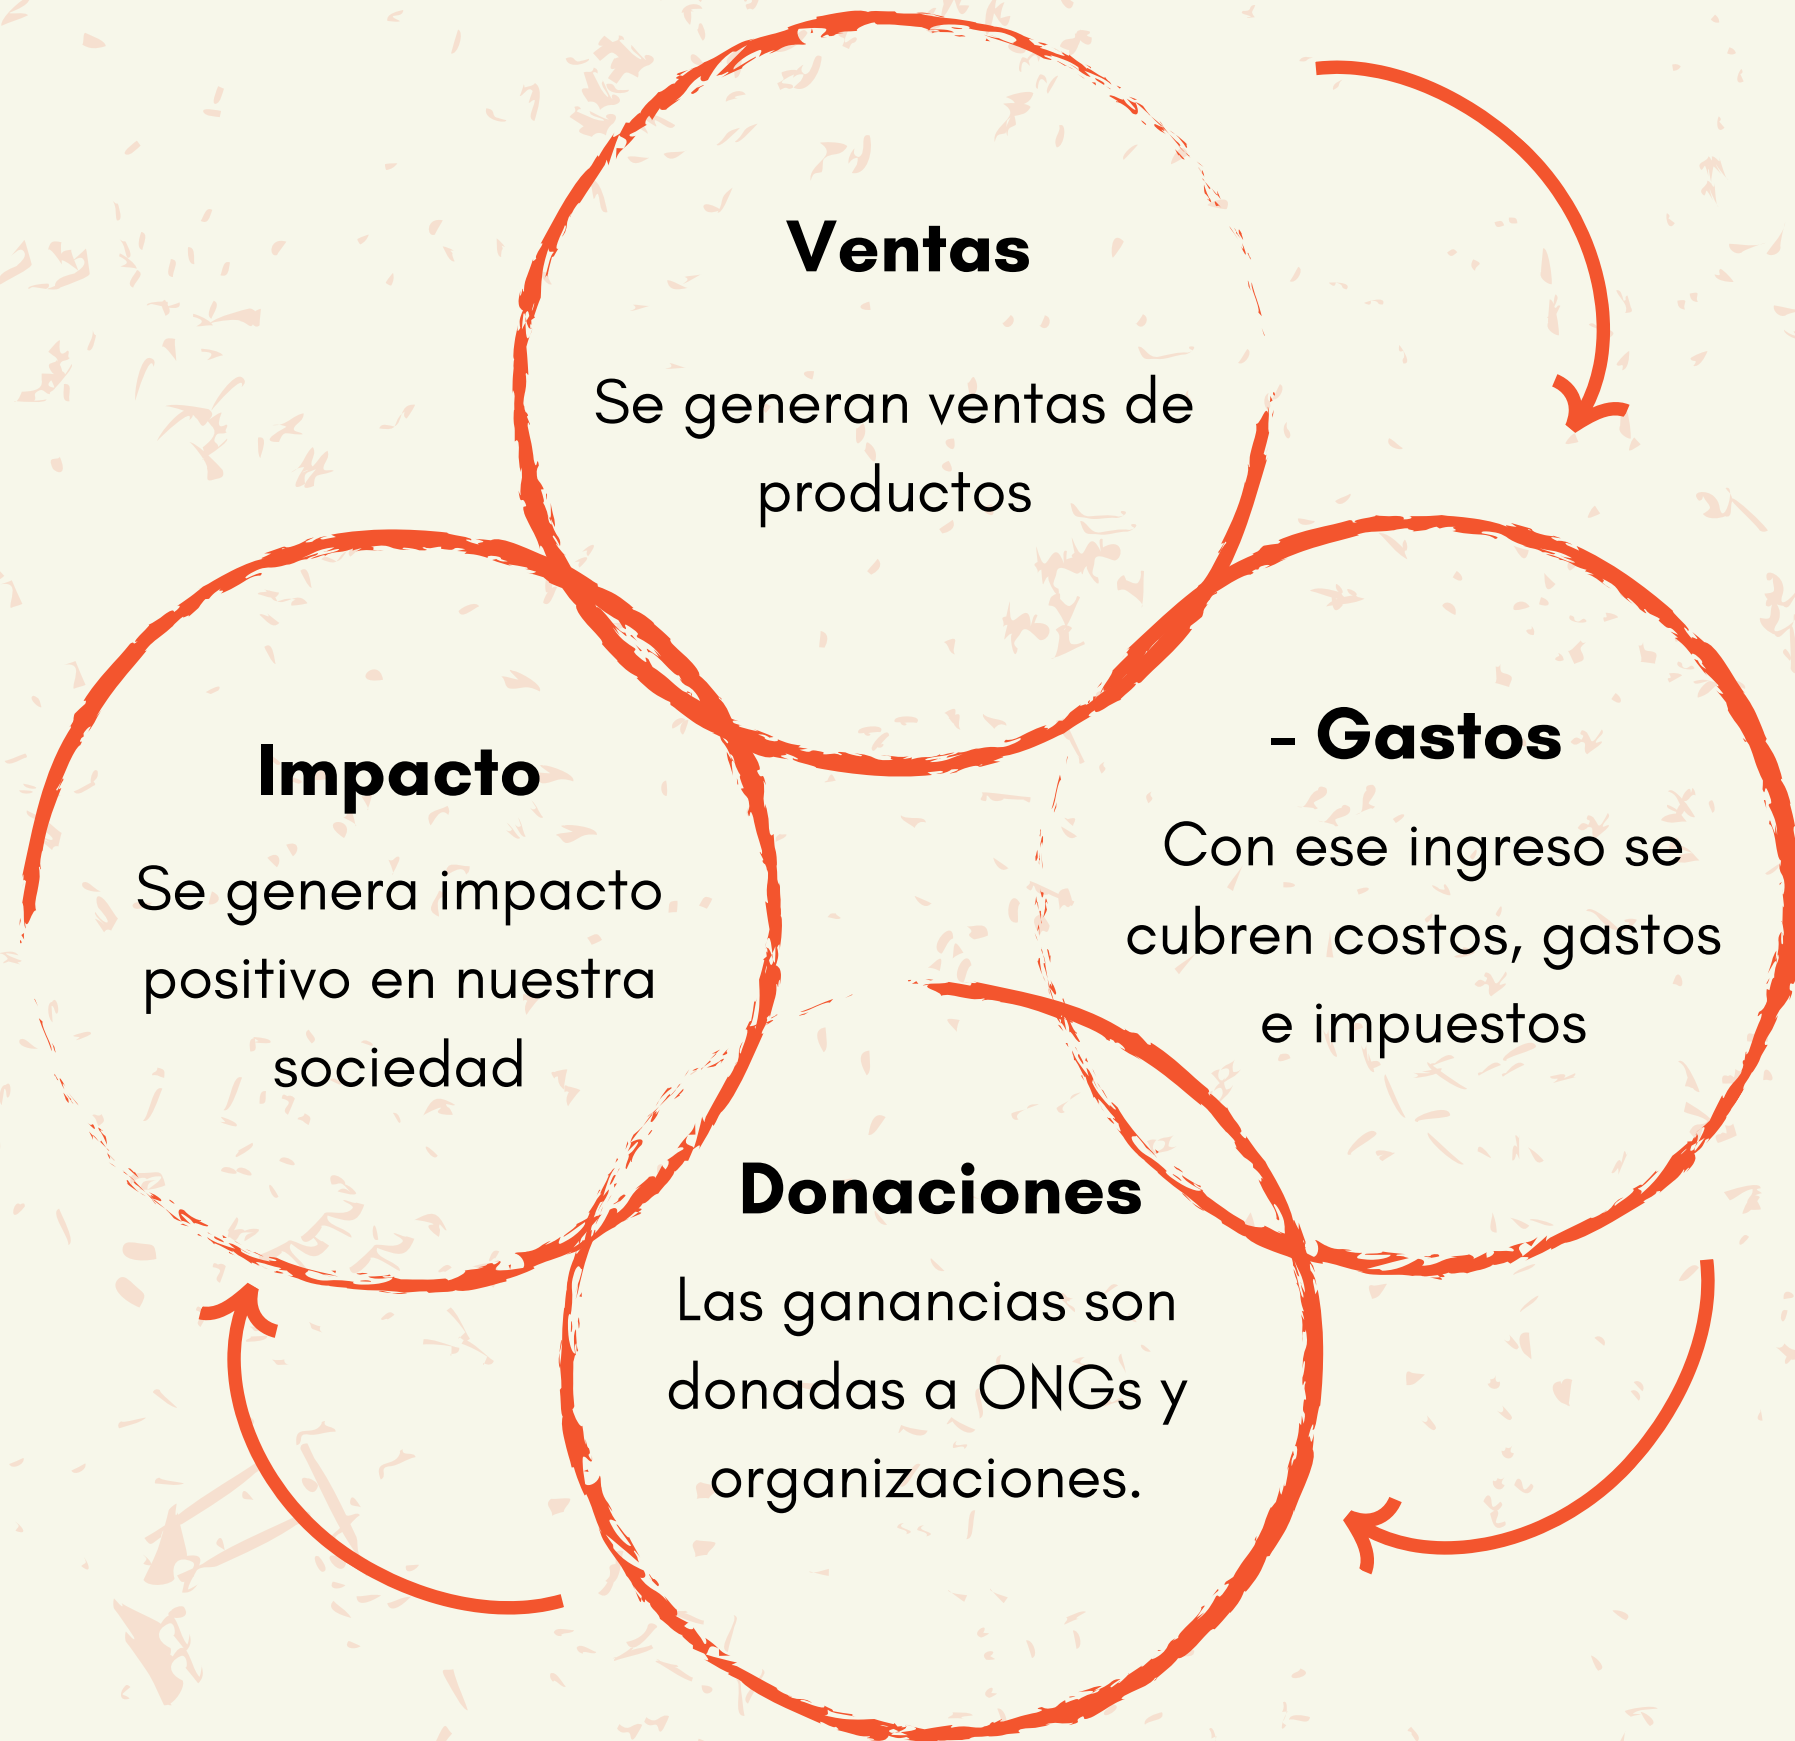 Ventas
Se generan ventas de
productos
- Gastos
Con ese ingreso se
cubren costos, gastos
e impuestos
Donaciones
Las ganancias son
donadas a ONGs y
organizaciones.
Impacto
Se genera impacto
positivo en nuestra
sociedad